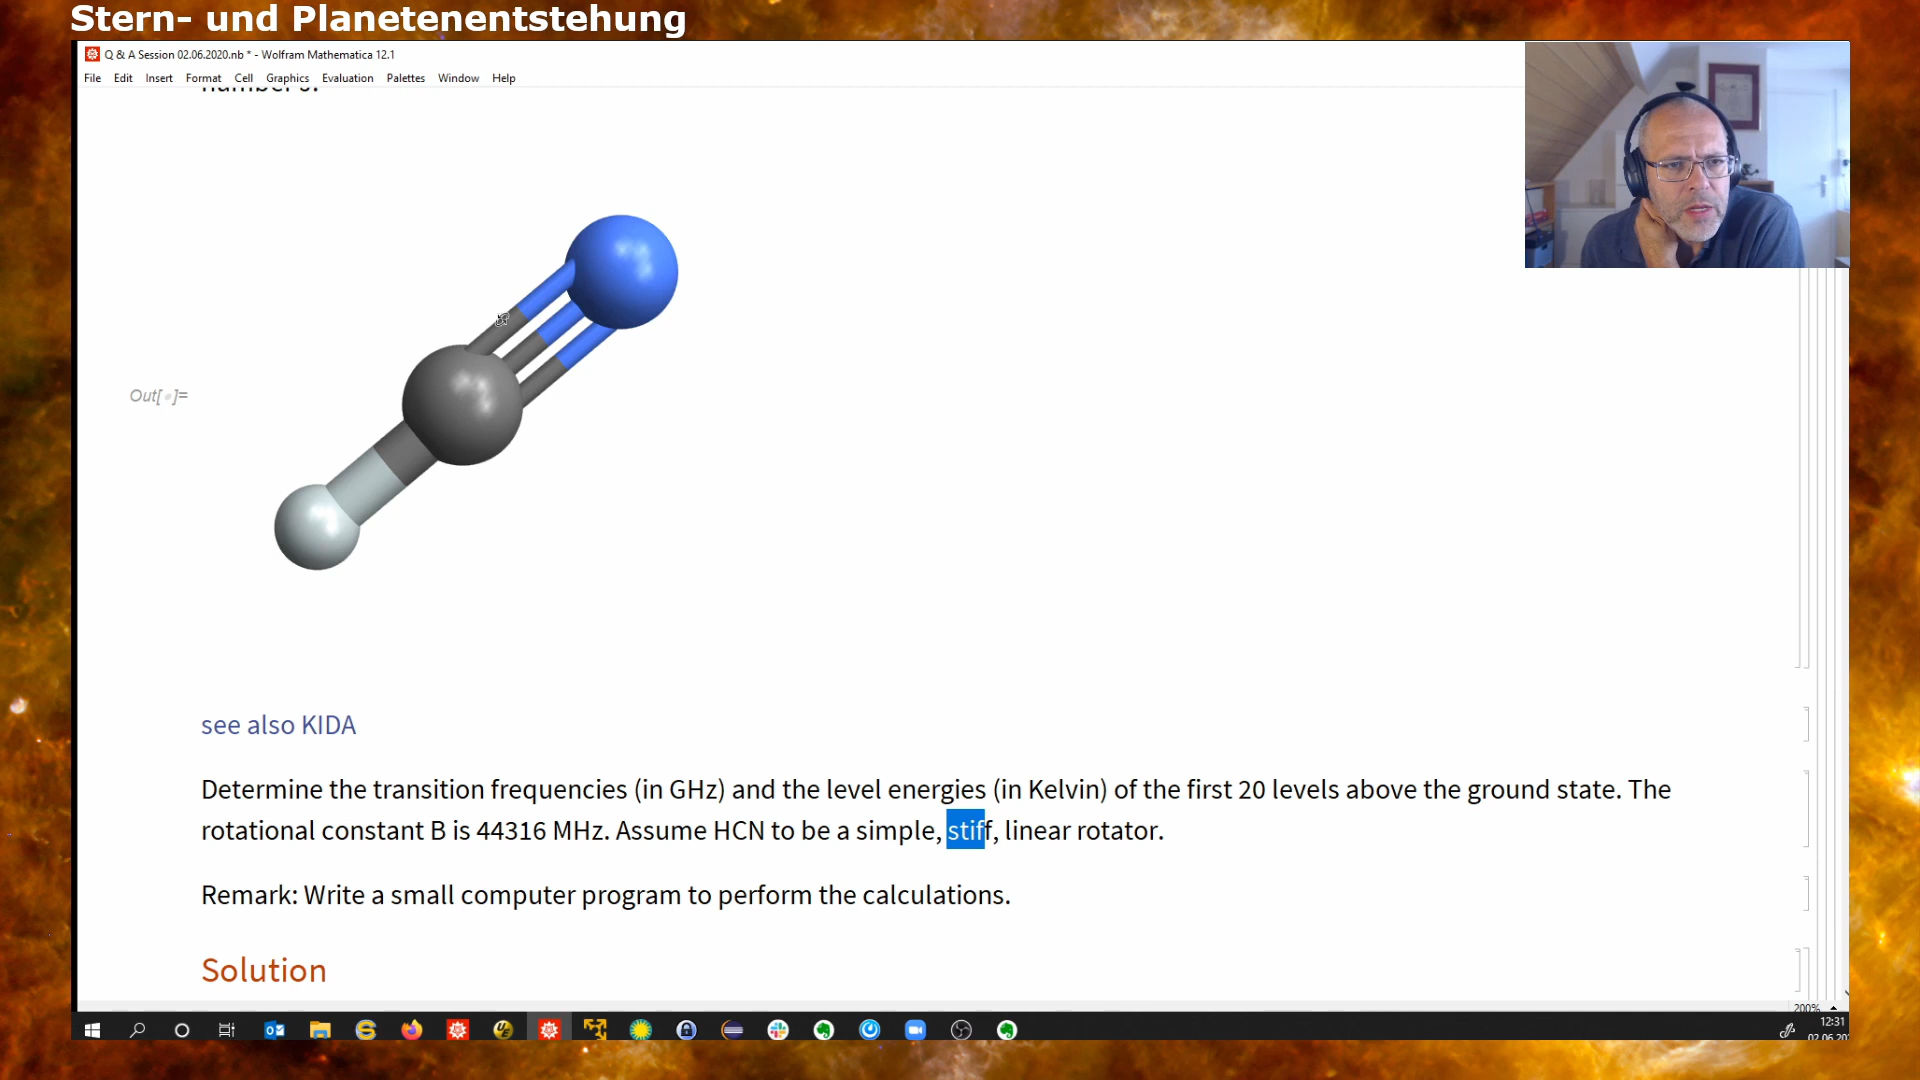 Stern- und Planetenentstehung
Q & A Session 02.06.2020.nb * - Wolfram Mathematica 12.1
File Edit Insert Format Cell Graphics Evaluation Palettes Window Help
Out[ ]=
see also KIDA
Determine the transition frequencies (in GHz) and the level energies (in Kelvin) of the first 20 levels above the ground state. The
rotational constant B is 44316 MHz. Assume HCN to be a simple, stiff, linear rotator.
Remark: Write a small computer program to perform the calculations.
Solution
200%
12:31